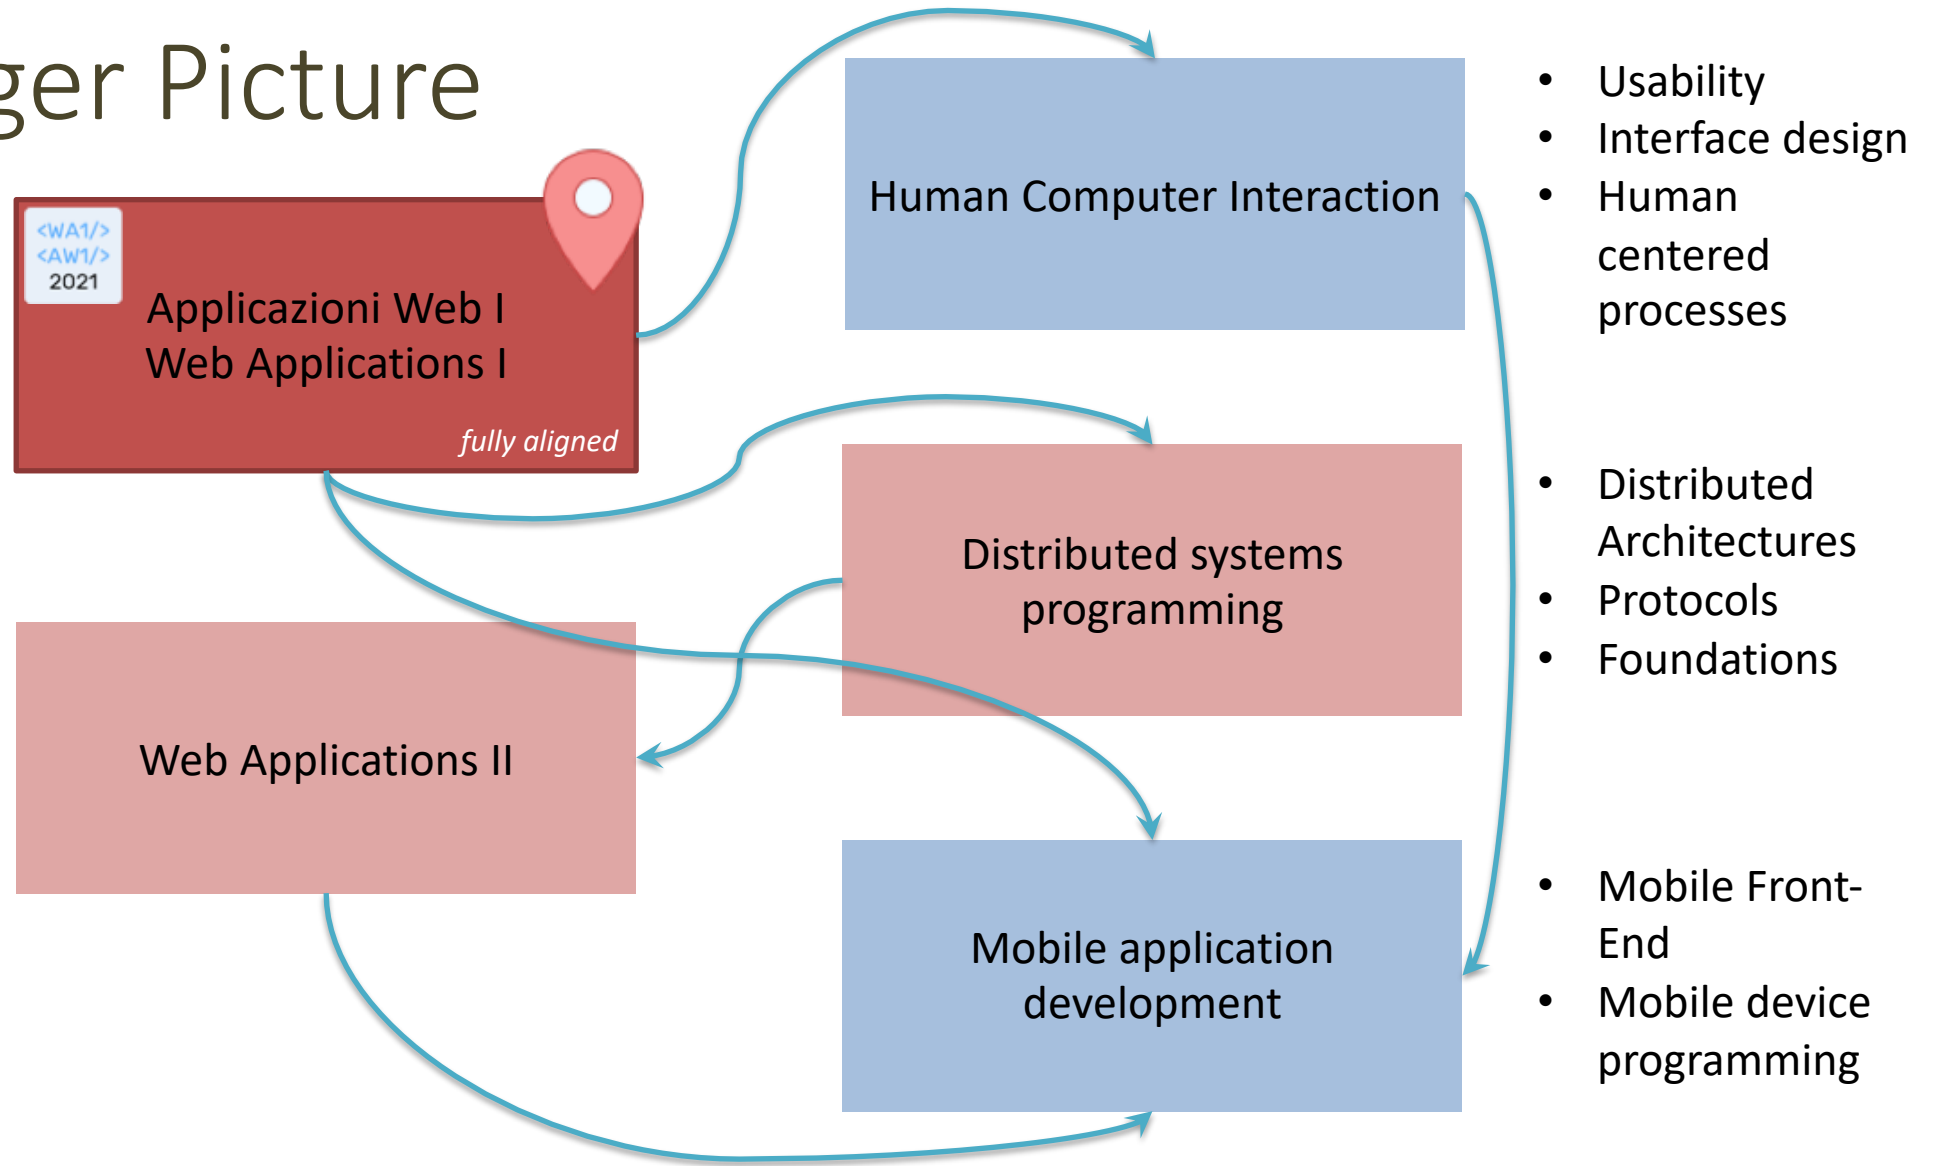 ger Picture
<WA1/>
<AW1/>
2021
Applicazioni Web I
Web Applications I
fully aligned
Human Computer Interaction
• Usability
• Interface design
• Human
centered
processes
Distributed systems
programming
• Distributed
Architectures
• Protocols
• Foundations
Web Applications II
Mobile application
development
• Mobile Front-
End
• Mobile device
programming